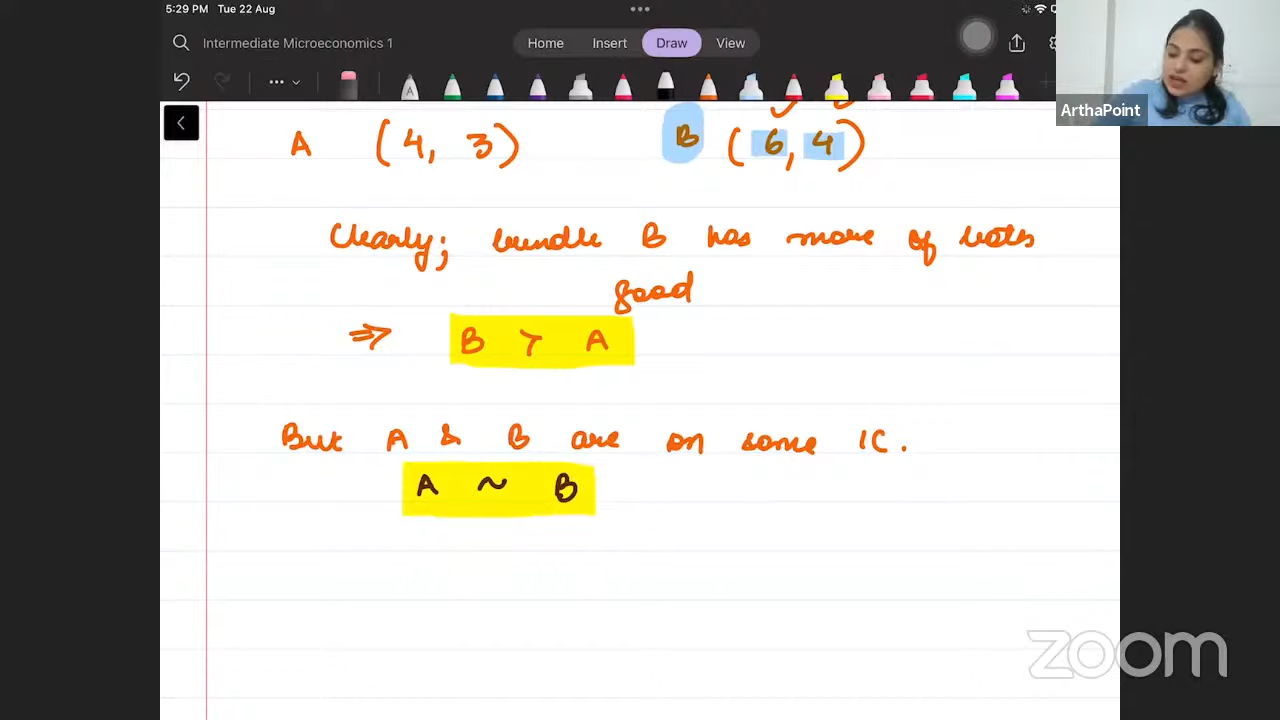 5:29 PM Tue 22 Aug
Intermediate Microeconomics 1
Home Insert Draw View
ArthaPoint
A (4, 3) B (6, 4)
Clearly; bundle B has more of both
good
⇒ B ≻ A
But A & B are on same IC.
A ~ B
zoom